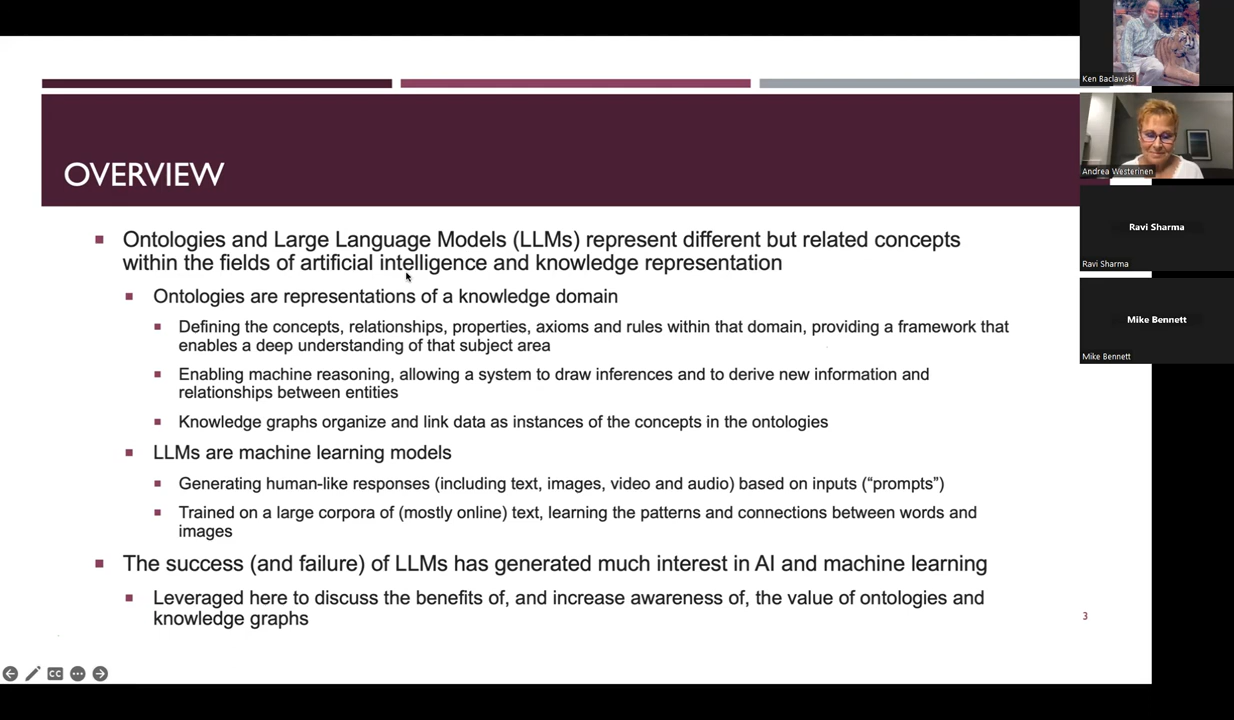 OVERVIEW
Ontologies and Large Language Models (LLMs) represent different but related concepts
within the fields of artificial intelligence and knowledge representation
Ontologies are representations of a knowledge domain
Defining the concepts, relationships, properties, axioms and rules within that domain, providing a framework that
enables a deep understanding of that subject area
Enabling machine reasoning, allowing a system to draw inferences and to derive new information and
relationships between entities
Knowledge graphs organize and link data as instances of the concepts in the ontologies
LLMs are machine learning models
Generating human-like responses (including text, images, video and audio) based on inputs (“prompts”)
Trained on a large corpora of (mostly online) text, learning the patterns and connections between words and
images
The success (and failure) of LLMs has generated much interest in AI and machine learning
Leveraged here to discuss the benefits of, and increase awareness of, the value of ontologies and
knowledge graphs
3
CC
Ken Baclawski
Andrea Westerinen
Ravi Sharma
Ravi Sharma
Mike Bennett
Mike Bennett